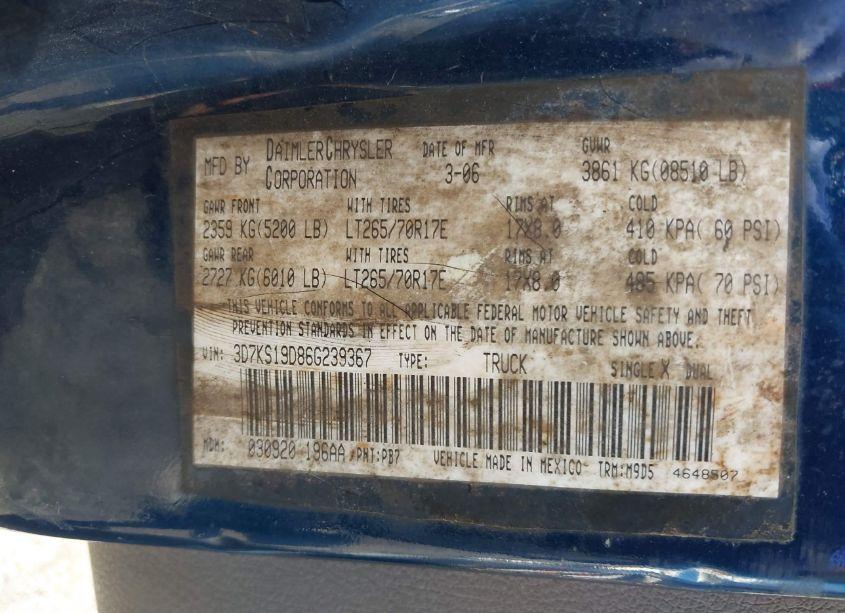 MFD BY DAIMLERCHRYSLER CORPORATION DATE OF MFR 3-06 GVWR 3861 KG(08510 LB)
GAWR FRONT WITH TIRES RIMS AT COLD
2359 KG(5200 LB) LT265/70R17E 17X8.0 410 KPA( 60 PSI)
GAWR REAR WITH TIRES RIMS AT COLD
2727 KG(6010 LB) LT265/70R17E 17X8.0 485 KPA( 70 PSI)
THIS VEHICLE CONFORMS TO ALL APPLICABLE FEDERAL MOTOR VEHICLE SAFETY AND THEFT
PREVENTION STANDARDS IN EFFECT ON THE DATE OF MANUFACTURE SHOWN ABOVE.
VIN: 3D7KS19D86G239367 TYPE: TRUCK SINGLE X DUAL
MDH: 030920 196AA PNT:PB7 VEHICLE MADE IN MEXICO TRM:M9D5 4648507